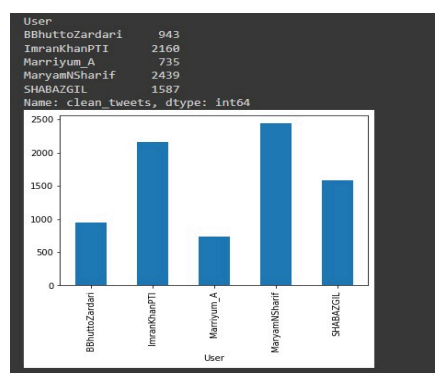 User
BBhuttoZardari 943
ImranKhanPTI 2160
Marriyum_A 735
MaryamNSharif 2439
SHABAZGIL 1587
Name: clean_tweets, dtype: int64
2500
2000
1500
1000
500
0
BBhuttoZardari
ImranKhanPTI
Marriyum_A
MaryamNSharif
SHABAZGIL
User